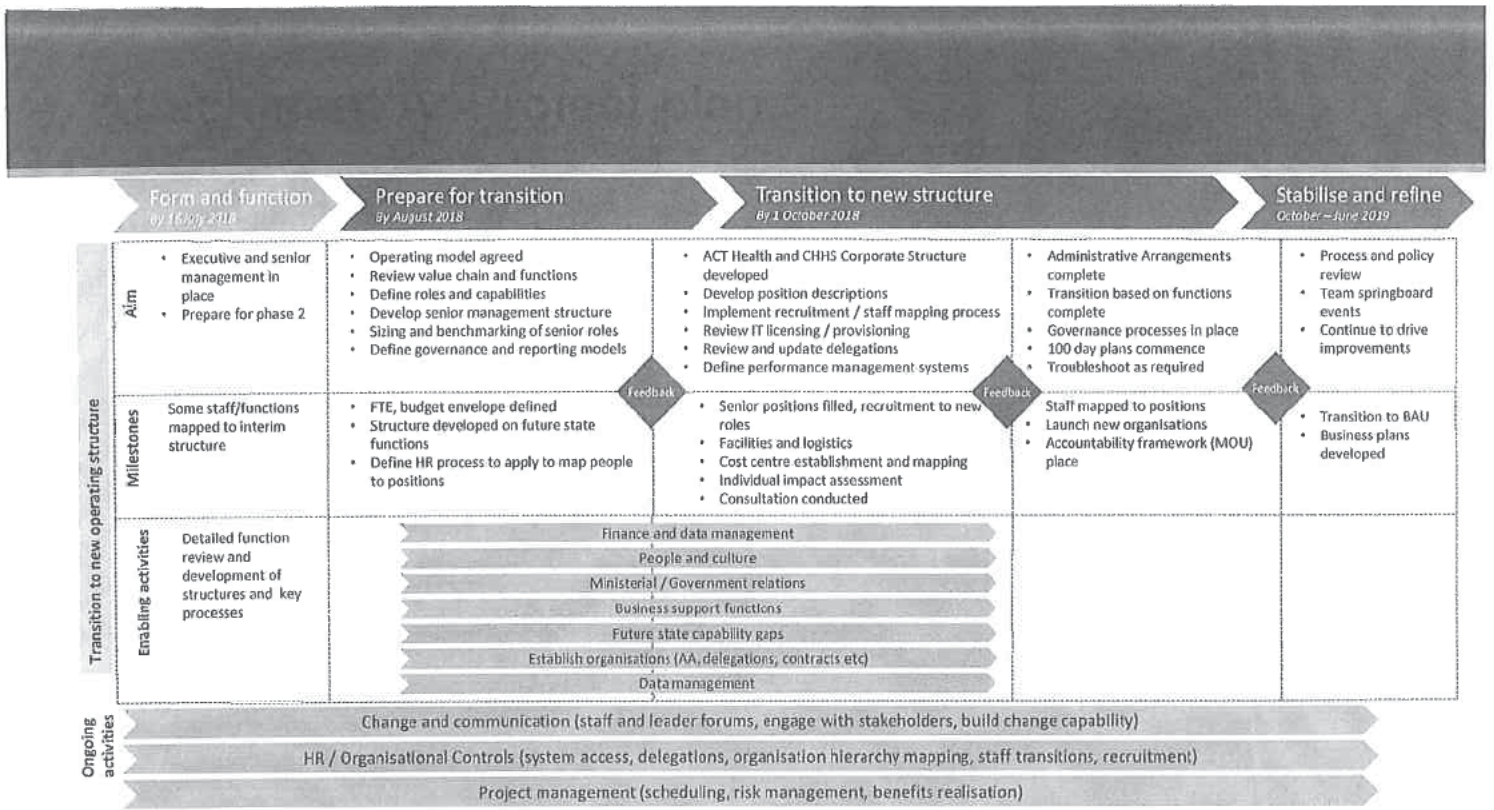 Form and function
By 16 July 2018
Prepare for transition
By August 2018
Transition to new structure
By 1 October 2018
Stabilise and refine
October – June 2019
Transition to new operating structure
Aim
• Executive and senior
management in
place
• Prepare for phase 2
• Operating model agreed
• Review value chain and functions
• Define roles and capabilities
• Develop senior management structure
• Sizing and benchmarking of senior roles
• Define governance and reporting models
• ACT Health and CHHS Corporate Structure
developed
• Develop position descriptions
• Implement recruitment / staff mapping process
• Review IT licensing / provisioning
• Review and update delegations
• Define performance management systems
• Administrative Arrangements
complete
• Transition based on functions
complete
• Governance processes in place
• 100 day plans commence
• Troubleshoot as required
• Process and policy
review
• Team springboard
events
• Continue to drive
improvements
Feedback
Feedback
Feedback
Milestones
Some staff/functions
mapped to interim
structure
• FTE, budget envelope defined
• Structure developed on future state
functions
• Define HR process to apply to map people
to positions
• Senior positions filled, recruitment to new
roles
• Facilities and logistics
• Cost centre establishment and mapping
• Individual impact assessment
• Consultation conducted
Staff mapped to positions
• Launch new organisations
• Accountability framework (MOU)
place
• Transition to BAU
• Business plans
developed
Enabling activities
Detailed function
review and
development of
structures and key
processes
Finance and data management
People and culture
Ministerial / Government relations
Business support functions
Future state capability gaps
Establish organisations (AA, delegations, contracts etc)
Data management
Ongoing
activities
Change and communication (staff and leader forums, engage with stakeholders, build change capability)
HR / Organisational Controls (system access, delegations, organisation hierarchy mapping, staff transitions, recruitment)
Project management (scheduling, risk management, benefits realisation)